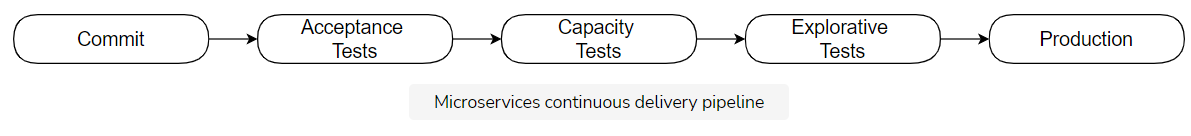 Commit
Acceptance
Tests
Capacity
Tests
Explorative
Tests
Production
Microservices continuous delivery pipeline